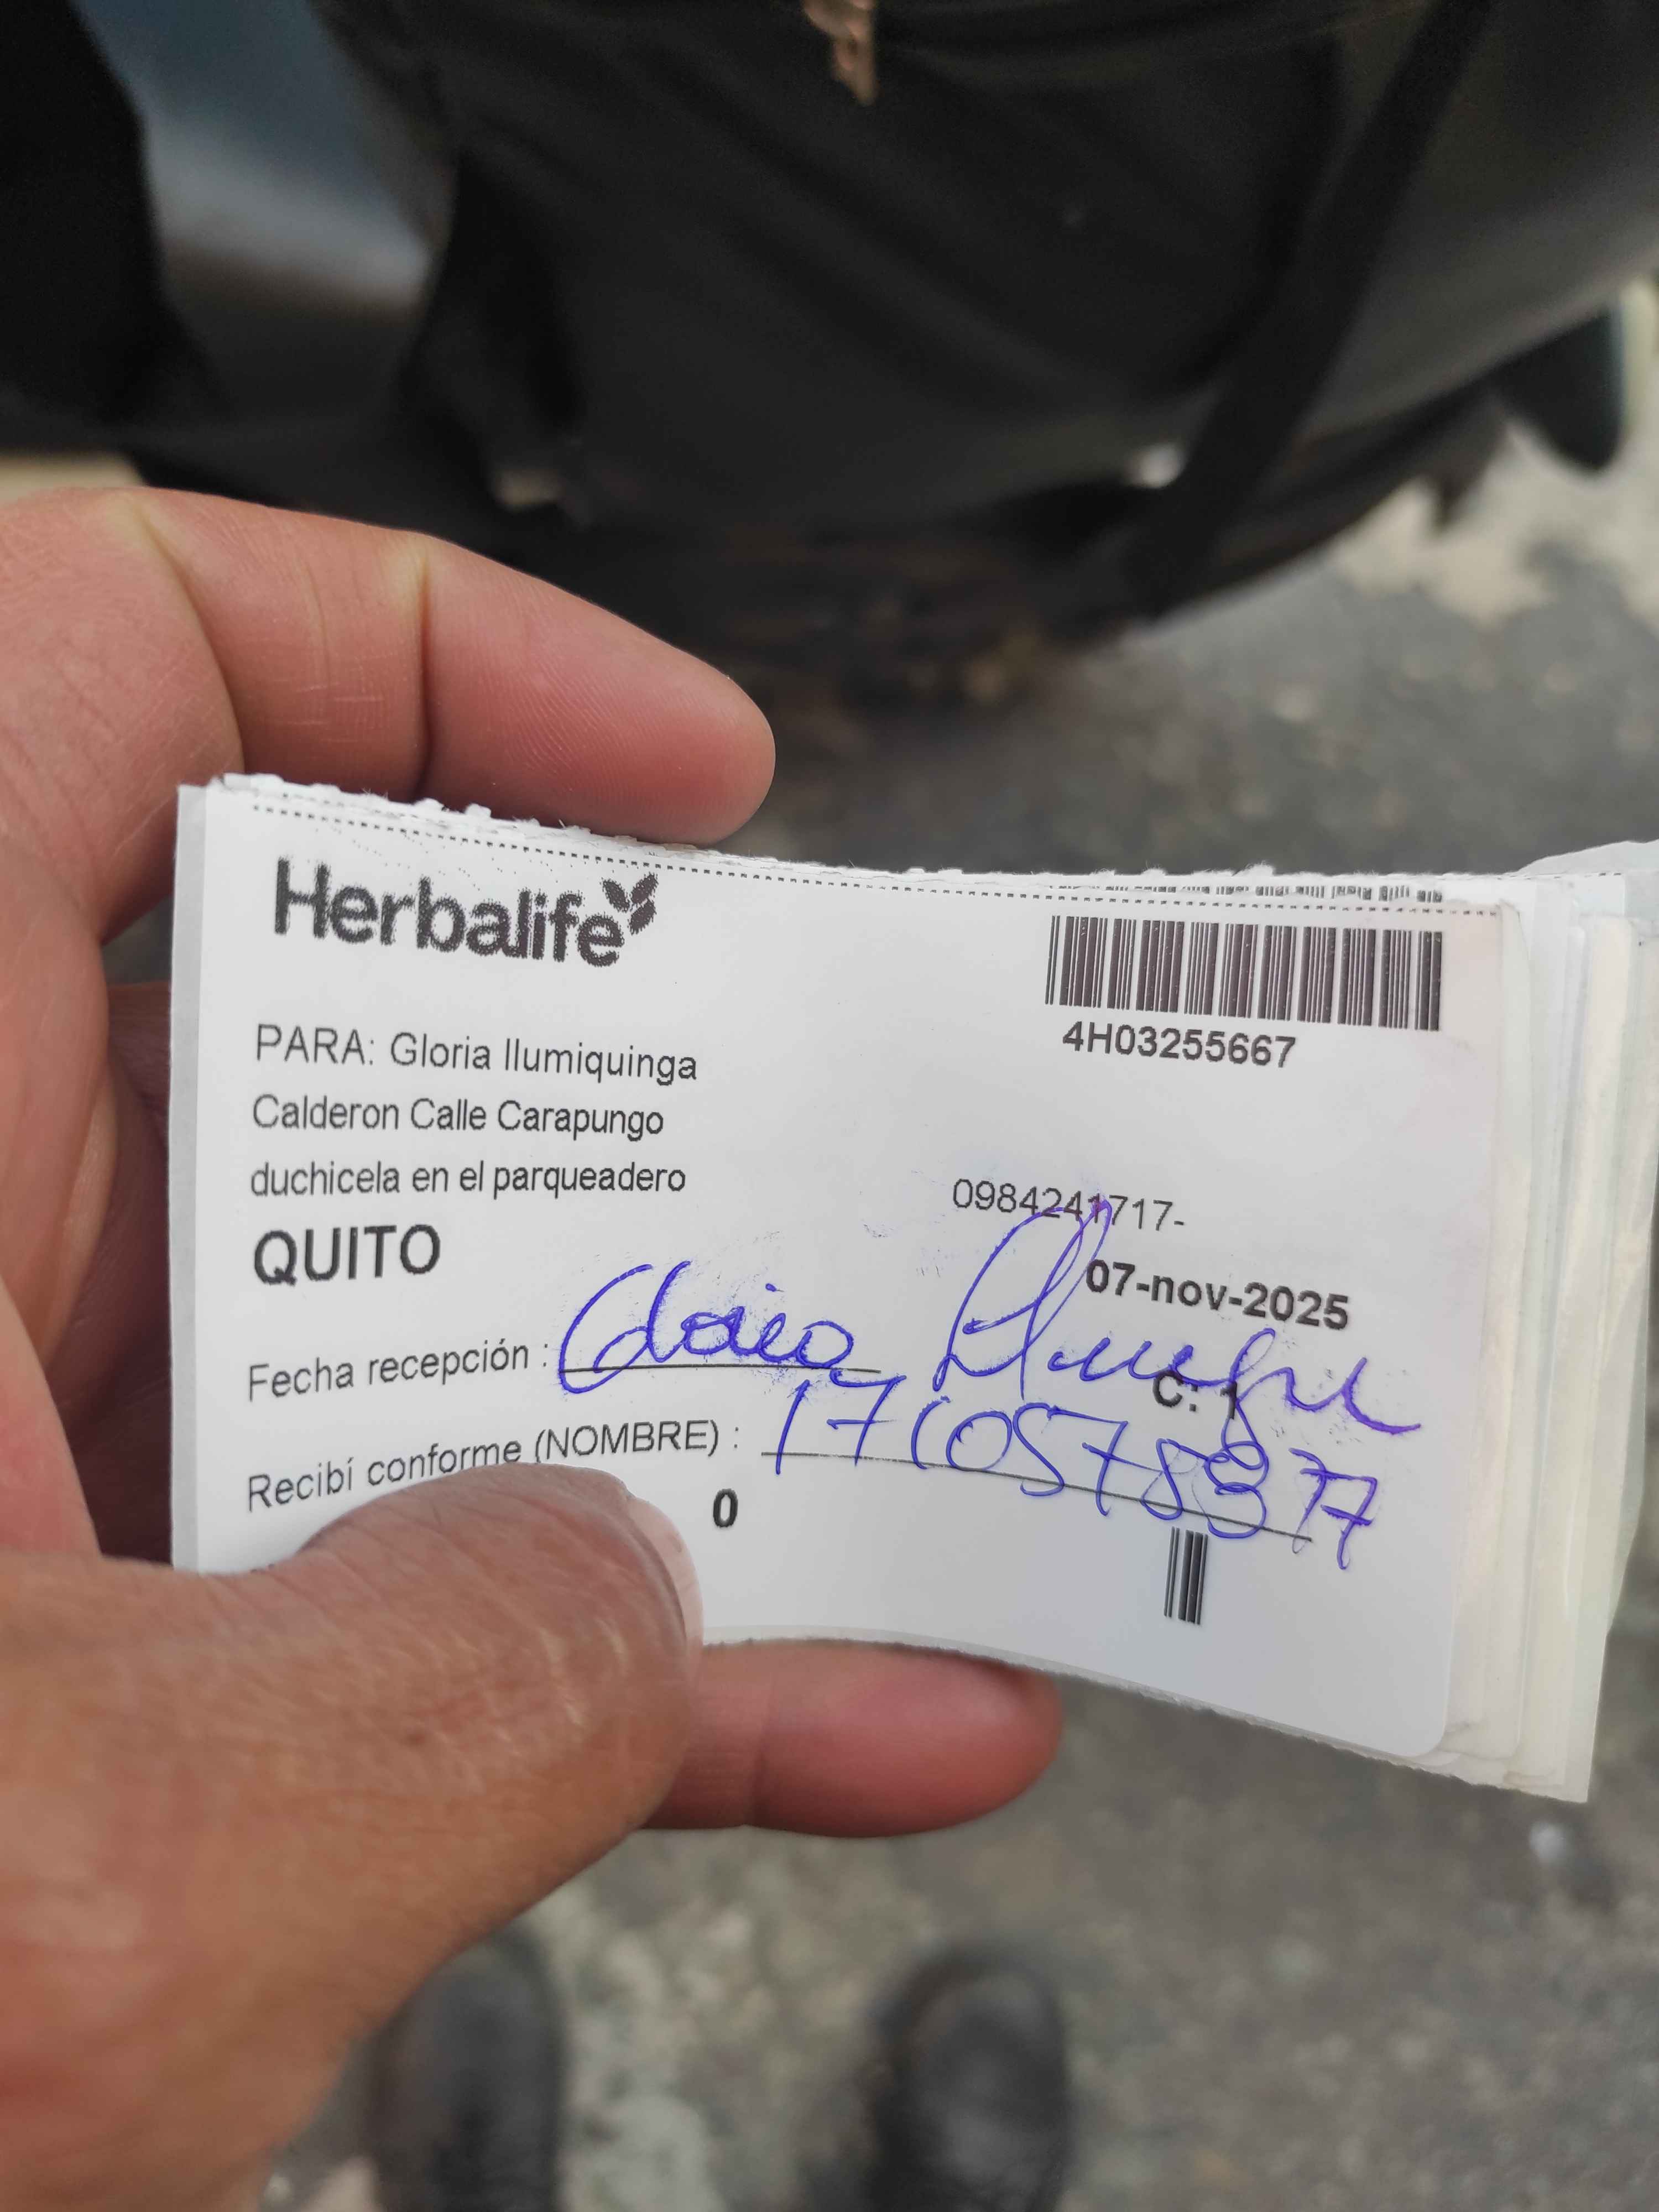 Herbalife
4H03255667
PARA: Gloria Ilumiquinga
Calderon Calle Carapungo
duchicela en el parqueadero
0984241717-
QUITO
07-nov-2025
Fecha recepción : Gloria
C: 1
Recibí conforme (NOMBRE) :
0